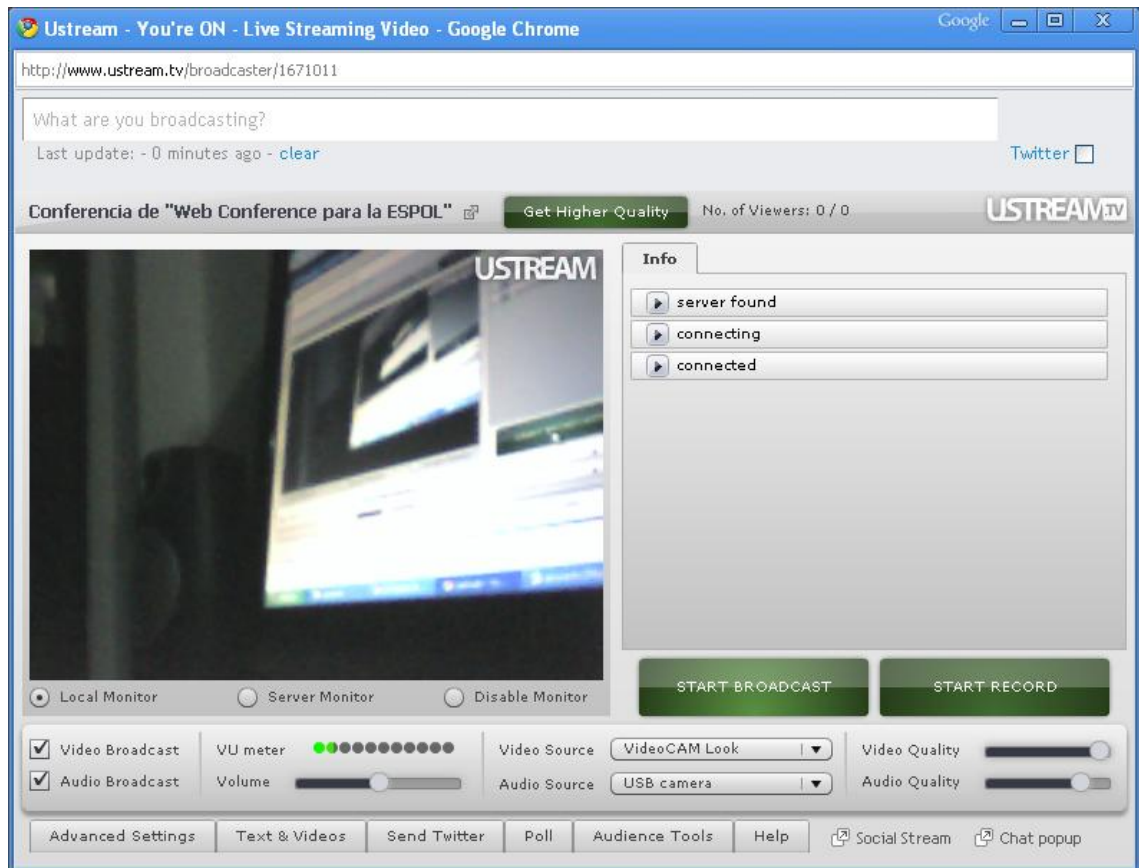 Ustream - You're ON - Live Streaming Video - Google Chrome
Google
http://www.ustream.tv/broadcaster/1671011
What are you broadcasting?
Last update: - 0 minutes ago - clear
Twitter
Conferencia de "Web Conference para la ESPOL"
Get Higher Quality
No. of Viewers: 0 / 0
USTREAM TV
USTREAM
Info
server found
connecting
connected
Local Monitor
Server Monitor
Disable Monitor
START BROADCAST
START RECORD
Video Broadcast
VU meter
Video Source
VideoCAM Look
Video Quality
Audio Broadcast
Volume
Audio Source
USB camera
Audio Quality
Advanced Settings
Text & Videos
Send Twitter
Poll
Audience Tools
Help
Social Stream
Chat popup